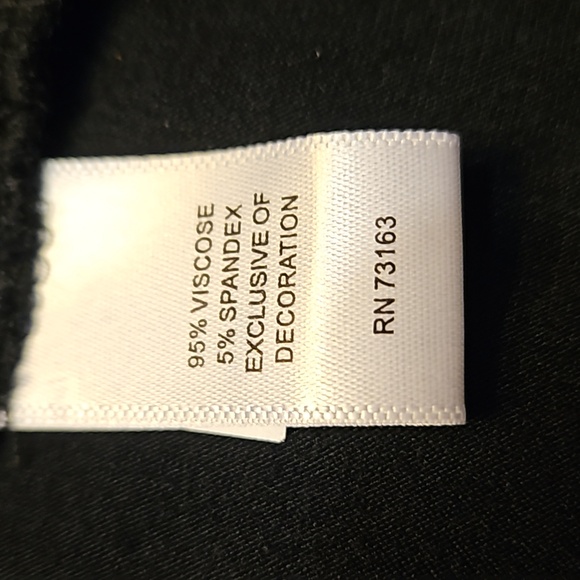 95% VISCOSE
5% SPANDEX
EXCLUSIVE OF
DECORATION
RN 73163